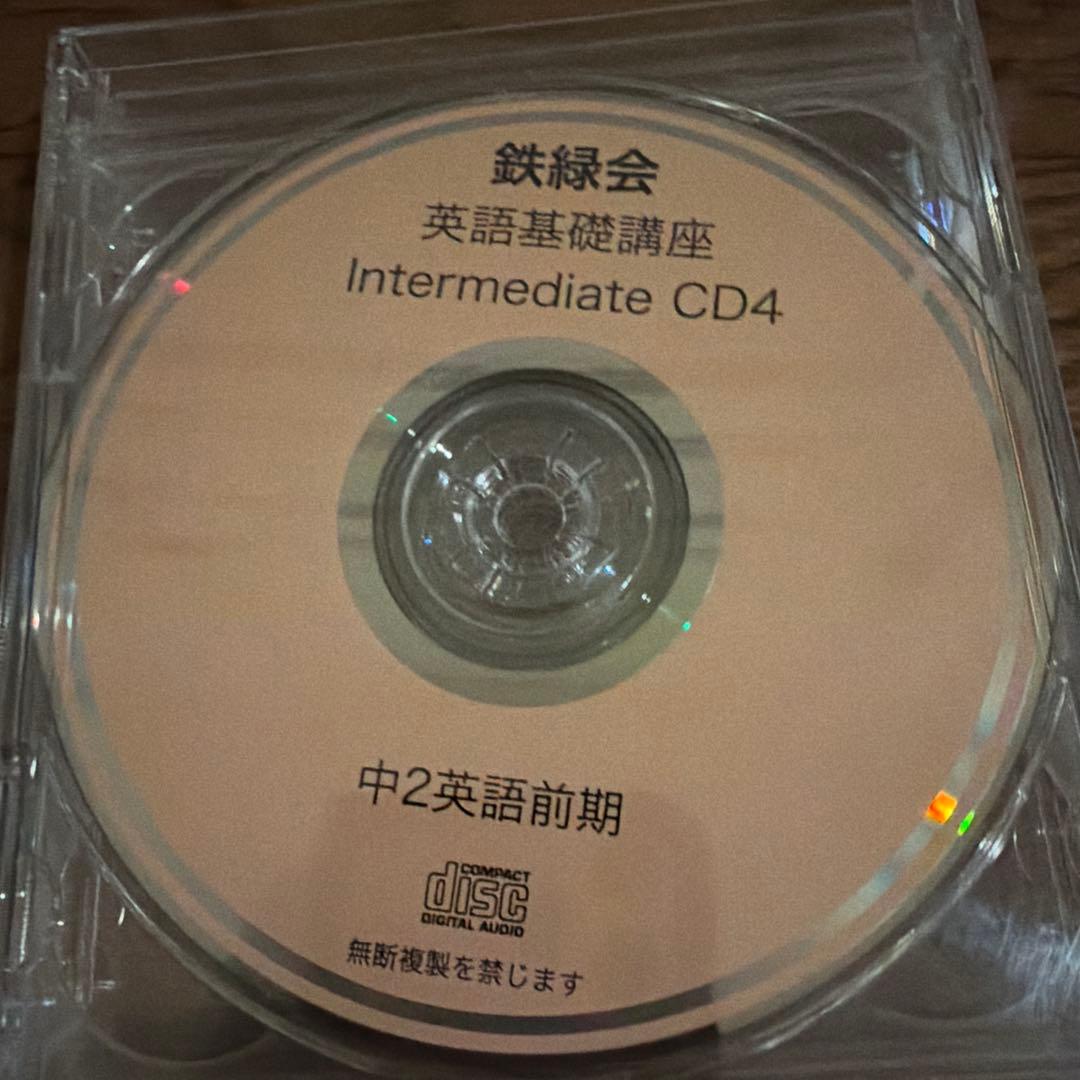 鉄緑会
英語基礎講座
Intermediate CD4
中2英語前期
COMPACT
disc
DIGITAL AUDIO
無断複製を禁じます